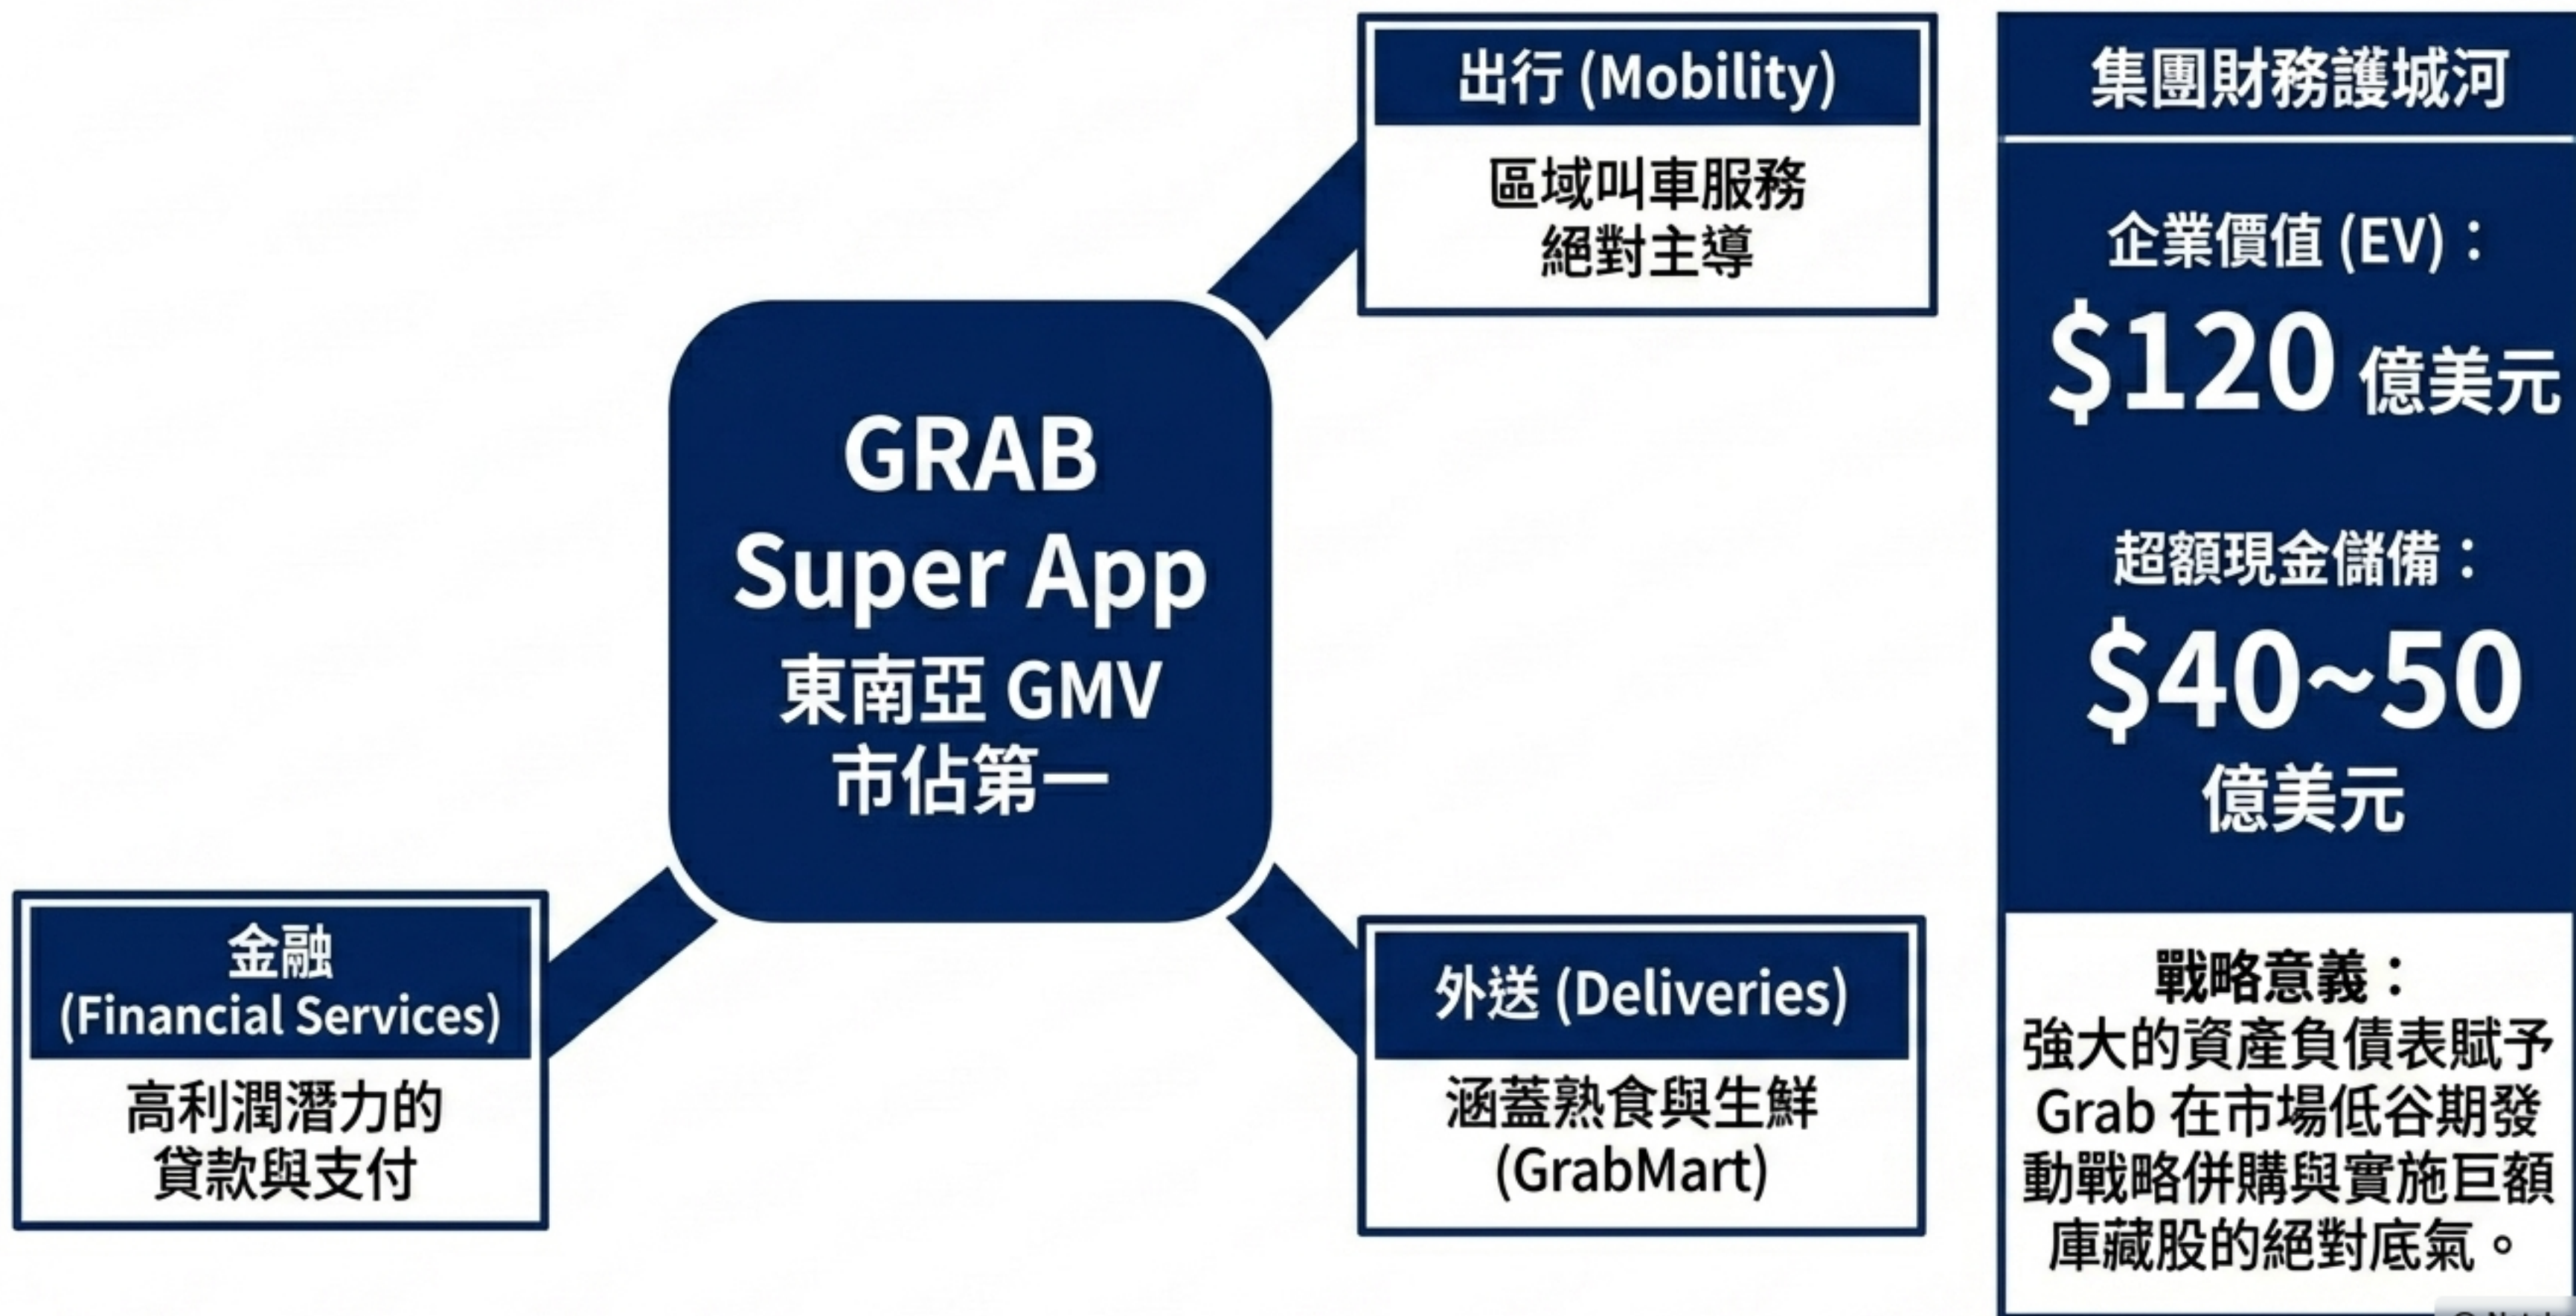 GRAB
Super App
東南亞 GMV
市佔第一
出行 (Mobility)
區域叫車服務
絕對主導
金融
(Financial Services)
高利潤潛力的
貸款與支付
外送 (Deliveries)
涵蓋熟食與生鮮
(GrabMart)
集團財務護城河
企業價值 (EV)：
$120 億美元
超額現金儲備：
$40~50
億美元
戰略意義：
強大的資產負債表賦予
Grab 在市場低谷期發
動戰略併購與實施巨額
庫藏股的絕對底氣。